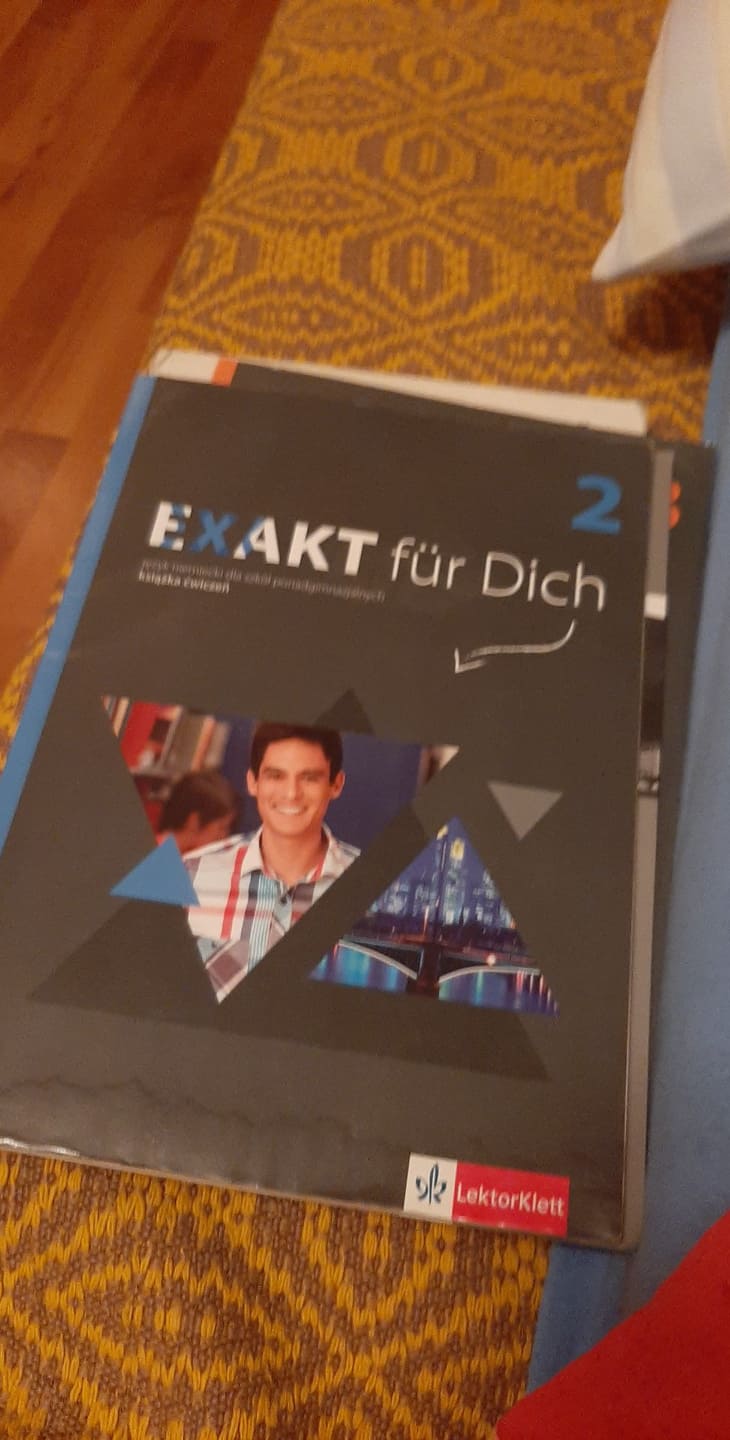 2
EXAKT für Dich
język niemiecki dla szkół ponadgimnazjalnych
książka ćwiczeń
LektorKlett